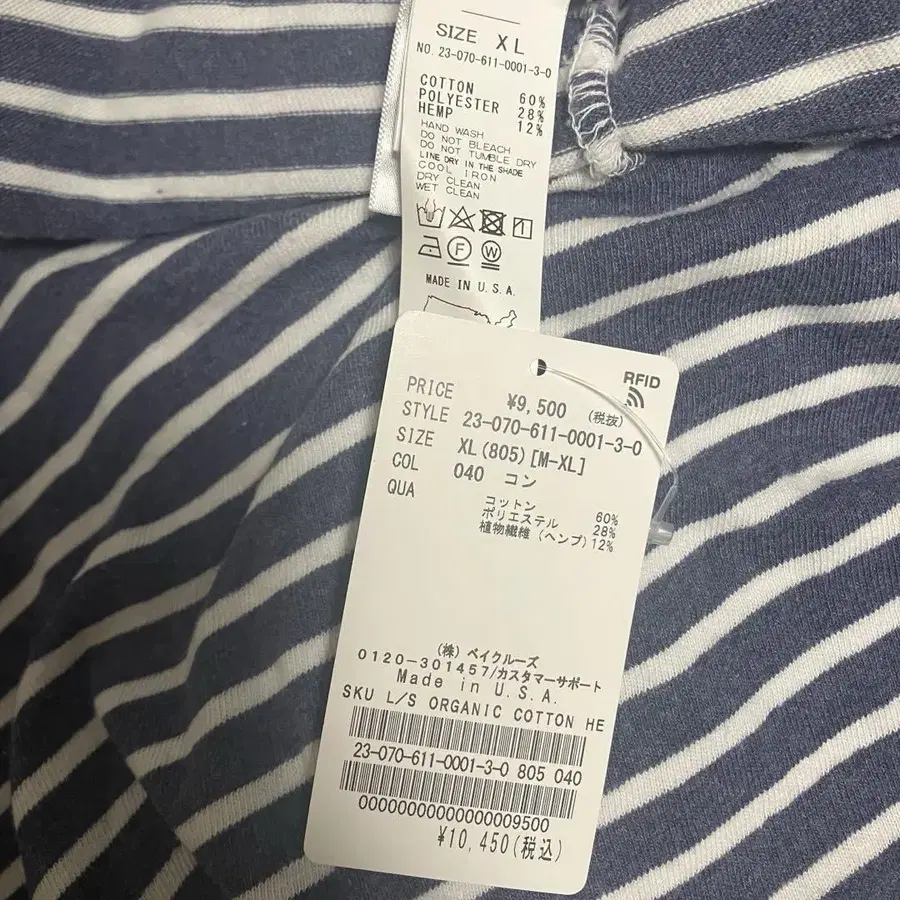 SIZE XL
NO. 23-070-611-0001-3-0
COTTON 60%
POLYESTER 28%
HEMP 12%
HAND WASH
DO NOT BLEACH
DO NOT TUMBLE DRY
LINE DRY IN THE SHADE
COOL IRON
DRY CLEAN
WET CLEAN
F W
MADE IN U.S.A.
RFID
PRICE ¥9,500 (税抜)
STYLE 23-070-611-0001-3-0
SIZE XL(805)[M-XL]
COL 040 コン
QUA
コットン 60%
ポリエステル 28%
植物繊維(ヘンプ)12%
(株)ベイクルーズ
0120-301457/カスタマーサポート
Made in U.S.A.
SKU L/S ORGANIC COTTON HE
23-070-611-0001-3-0 805 040
00000000000000009500
¥10,450(税込)